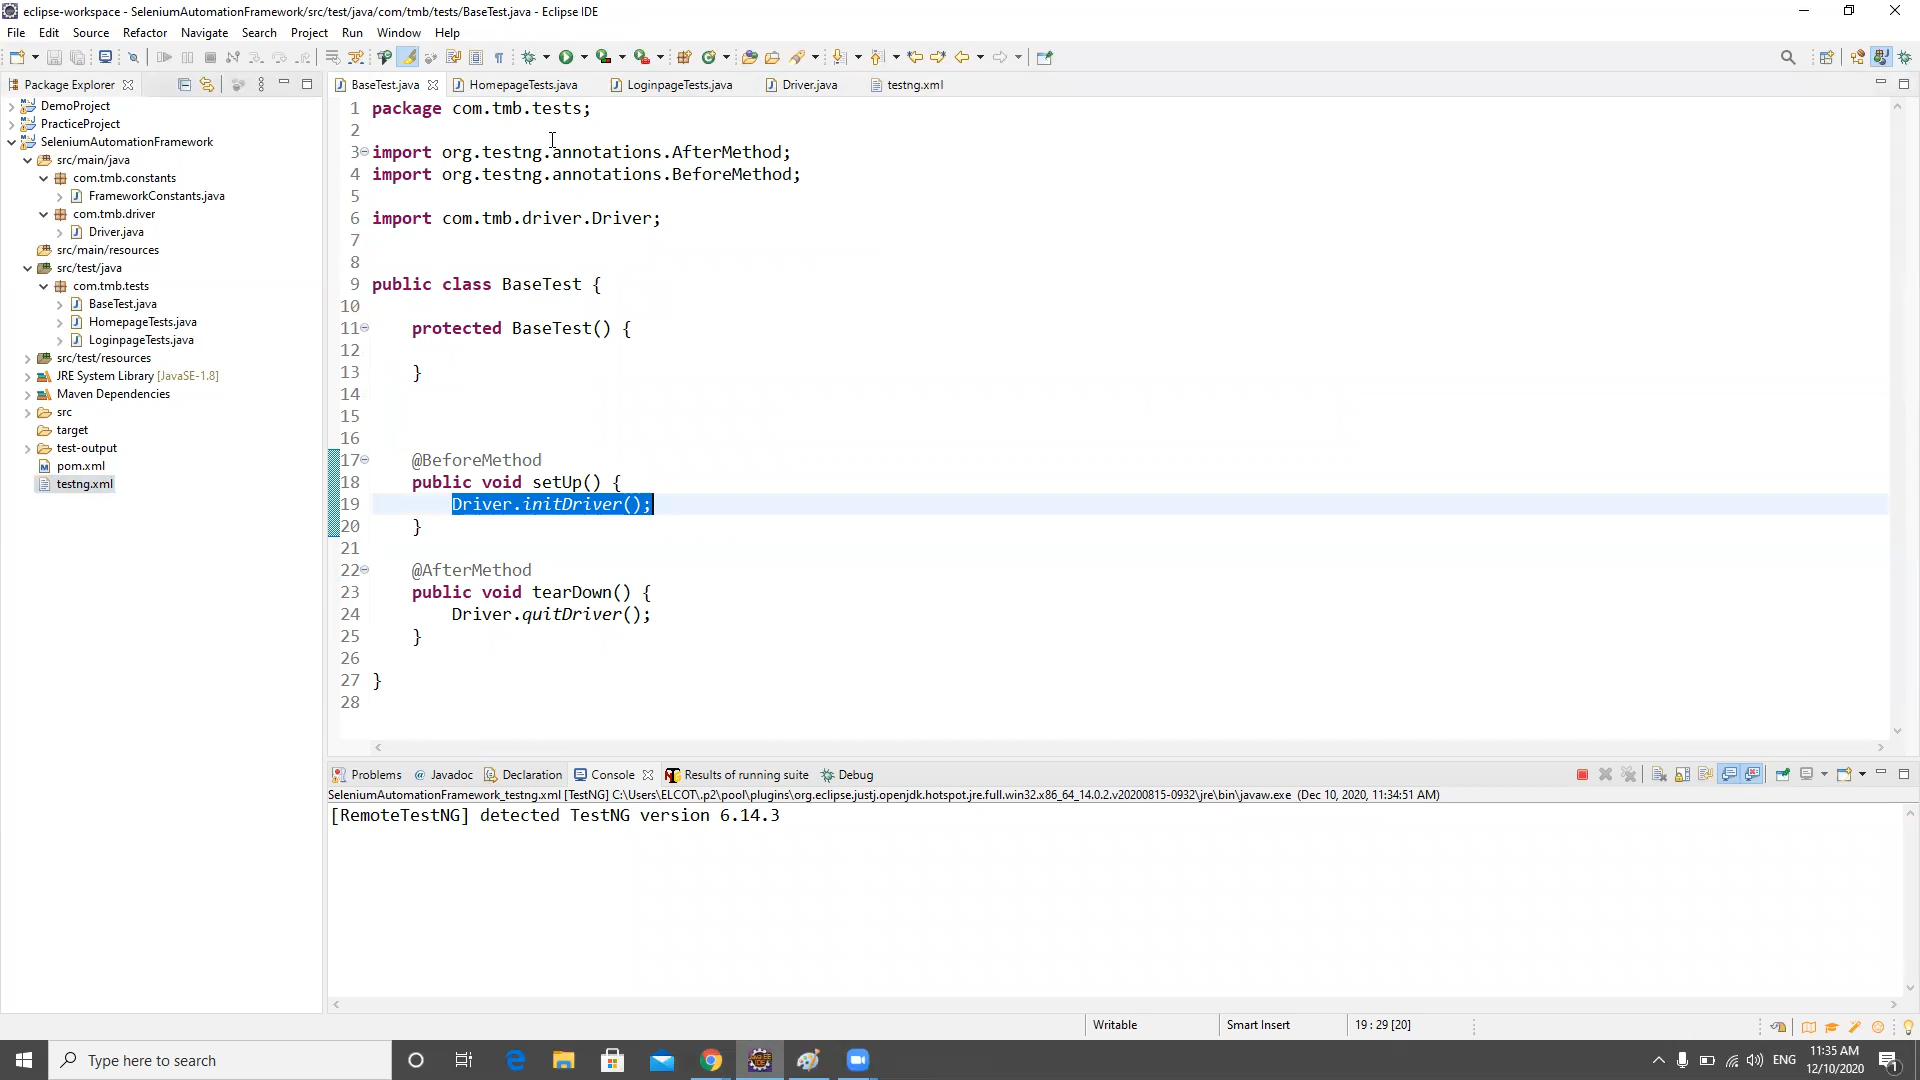 eclipse-workspace - SeleniumAutomationFramework/src/test/java/com/tmb/tests/BaseTest.java - Eclipse IDE
File Edit Source Refactor Navigate Search Project Run Window Help
Package Explorer
BaseTest.java HomepageTests.java LoginpageTests.java Driver.java testng.xml
DemoProject
PracticeProject
SeleniumAutomationFramework
src/main/java
com.tmb.constants
FrameworkConstants.java
com.tmb.driver
Driver.java
src/main/resources
src/test/java
com.tmb.tests
BaseTest.java
HomepageTests.java
LoginpageTests.java
src/test/resources
JRE System Library [JavaSE-1.8]
Maven Dependencies
src
target
test-output
pom.xml
testng.xml
1 package com.tmb.tests;
2
3 import org.testng.annotations.AfterMethod;
4 import org.testng.annotations.BeforeMethod;
5
6 import com.tmb.driver.Driver;
7
8
9 public class BaseTest {
10
11 protected BaseTest() {
12
13 }
14
15
16
17 @BeforeMethod
18 public void setUp() {
19 Driver.initDriver();
20 }
21
22 @AfterMethod
23 public void tearDown() {
24 Driver.quitDriver();
25 }
26
27 }
28
Problems @ Javadoc Declaration Console Results of running suite Debug
SeleniumAutomationFramework_testng.xml [TestNG] C:\Users\ELCOT\.p2\pool\plugins\org.eclipse.justj.openjdk.hotspot.jre.full.win32.x86_64_14.0.2.v20200815-0932\jre\bin\javaw.exe (Dec 10, 2020, 11:34:51 AM)
[RemoteTestNG] detected TestNG version 6.14.3
Writable Smart Insert 19 : 29 [20]
Type here to search
ENG
11:35 AM
12/10/2020
1